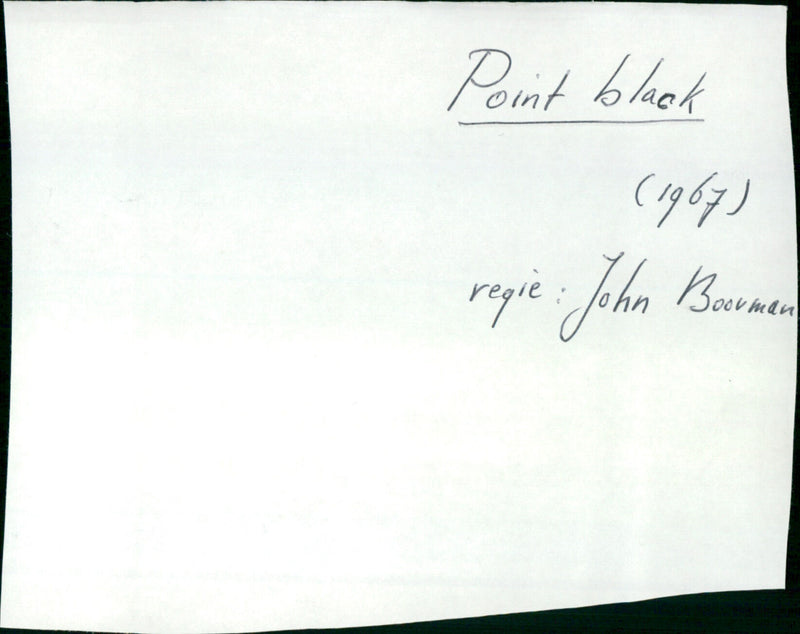 Point black
(1967)
regie: John Boorman